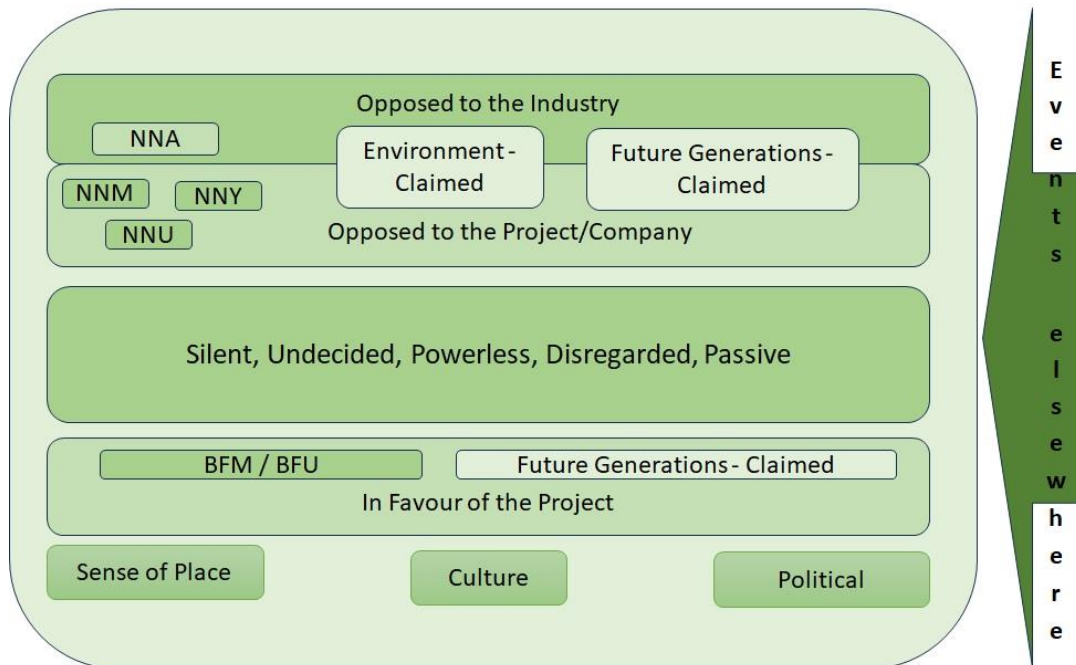 Opposed to the Industry
NNA
Environment -
Claimed
Future Generations -
Claimed
NNM
NNY
NNU
Opposed to the Project/Company
Silent, Undecided, Powerless, Disregarded, Passive
BFM / BFU
Future Generations - Claimed
In Favour of the Project
Sense of Place
Culture
Political
Events elsewhere